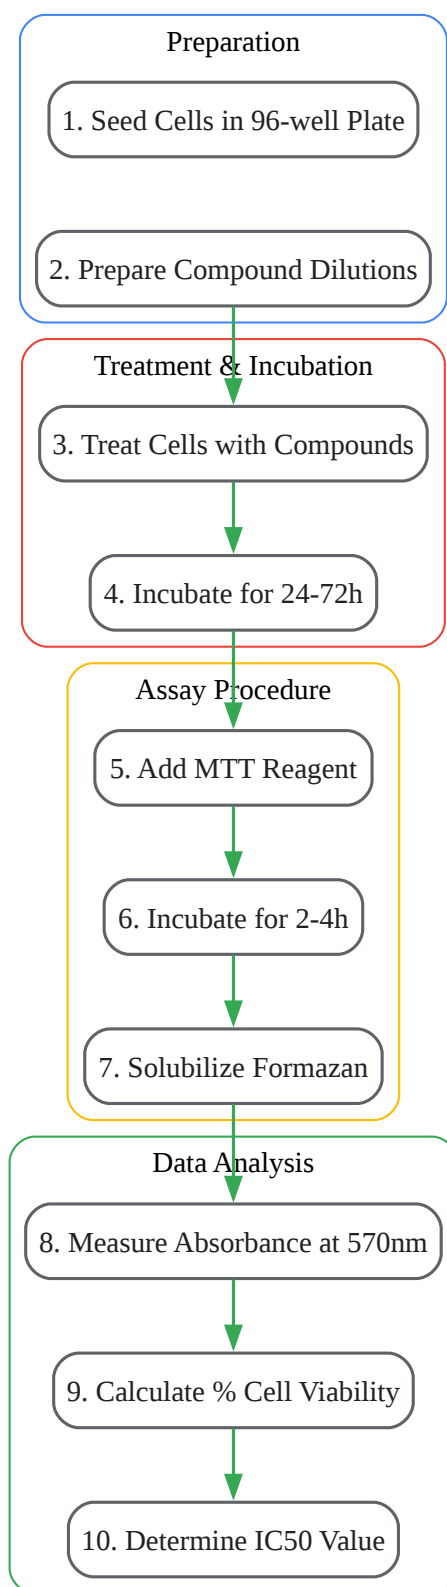 Preparation
1. Seed Cells in 96-well Plate
2. Prepare Compound Dilutions
Treatment & Incubation
3. Treat Cells with Compounds
4. Incubate for 24-72h
Assay Procedure
5. Add MTT Reagent
6. Incubate for 2-4h
7. Solubilize Formazan
Data Analysis
8. Measure Absorbance at 570nm
9. Calculate % Cell Viability
10. Determine IC50 Value